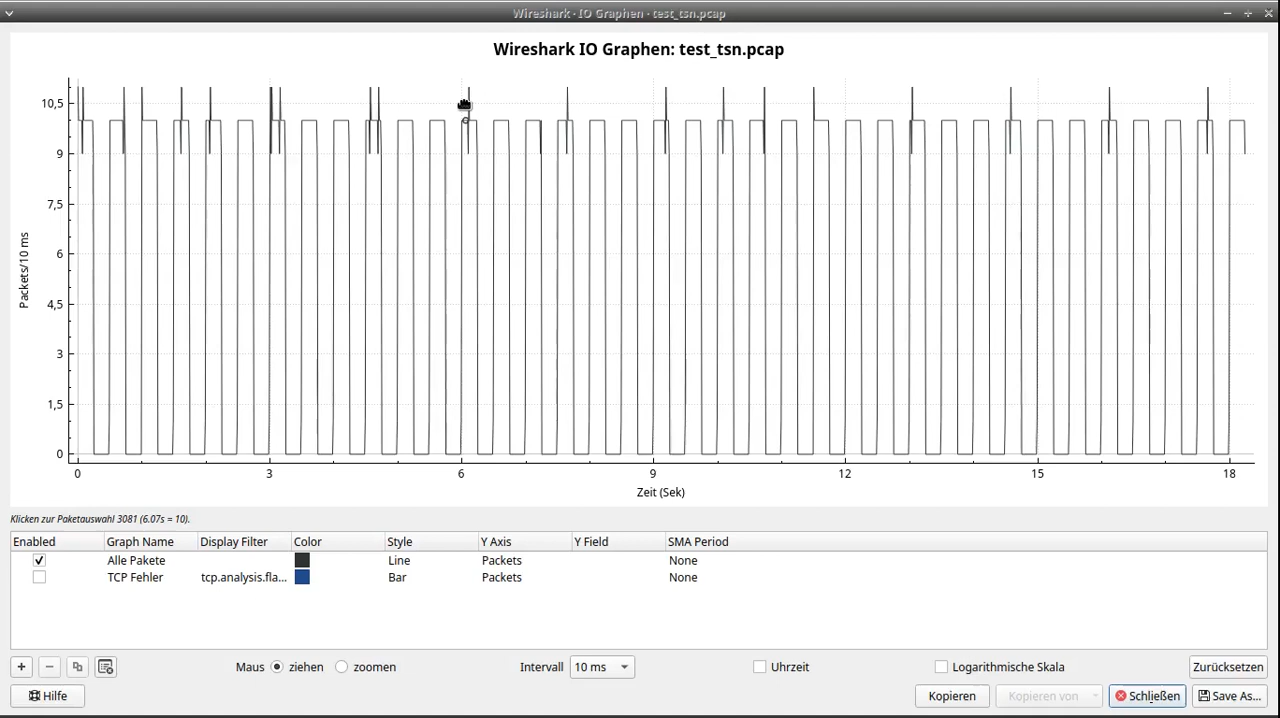 Wireshark · IO Graphen · test_tsn.pcap
Wireshark IO Graphen: test_tsn.pcap
10,5
9
7,5
6
4,5
3
1,5
0
Packets/10 ms
0 3 6 9 12 15 18
Zeit (Sek)
Klicken zur Paketauswahl 3081 (6.07s = 10).
Enabled Graph Name Display Filter Color Style Y Axis Y Field SMA Period
Alle Pakete Line Packets None
TCP Fehler tcp.analysis.fla... Bar Packets None
Maus ziehen zoomen Intervall 10 ms Uhrzeit Logarithmische Skala Zurücksetzen
Hilfe Kopieren Kopieren von Schließen Save As...